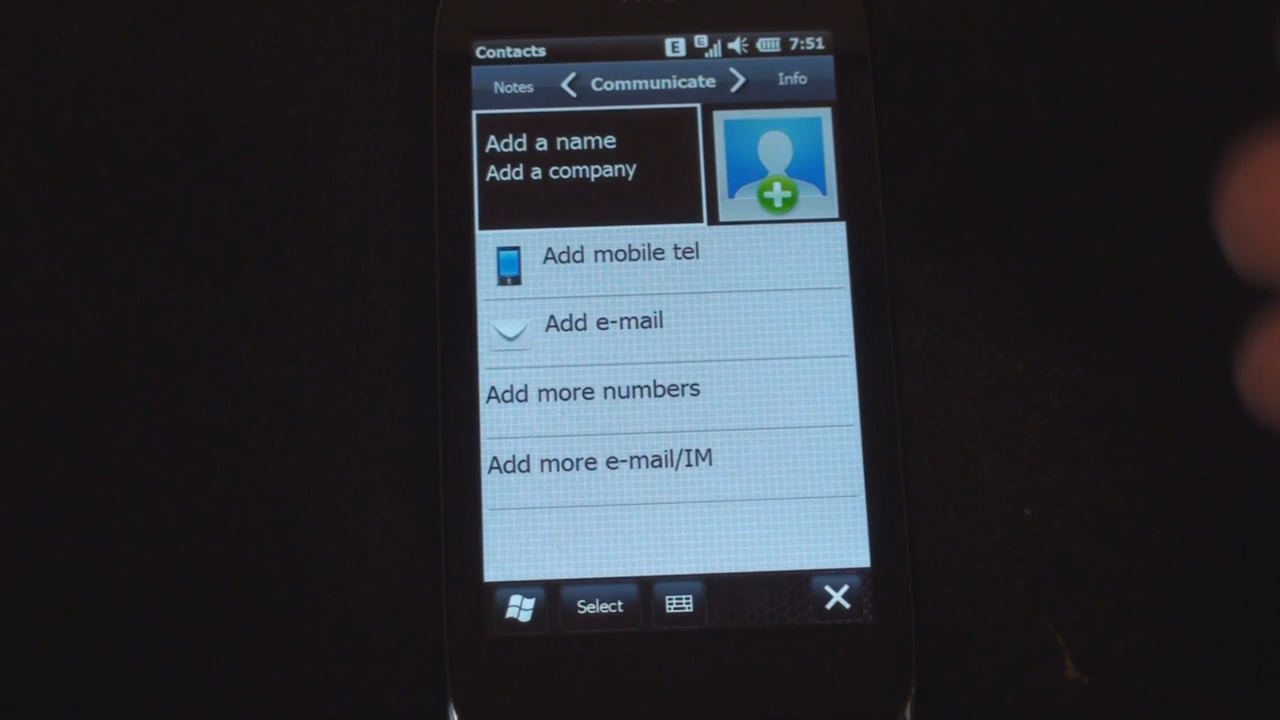 Contacts
E
E
7:51
Notes
Communicate
Info
Add a name
Add a company
Add mobile tel
Add e-mail
Add more numbers
Add more e-mail/IM
Select